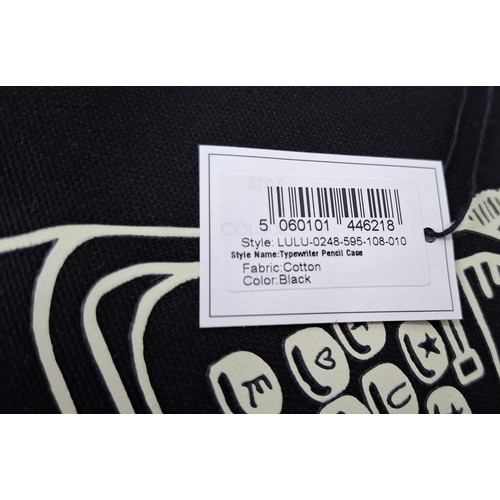 5 060101 446218
Style: LULU-0248-595-108-010
Style Name:Typewriter Pencil Case
Fabric:Cotton
Color:Black
E
U